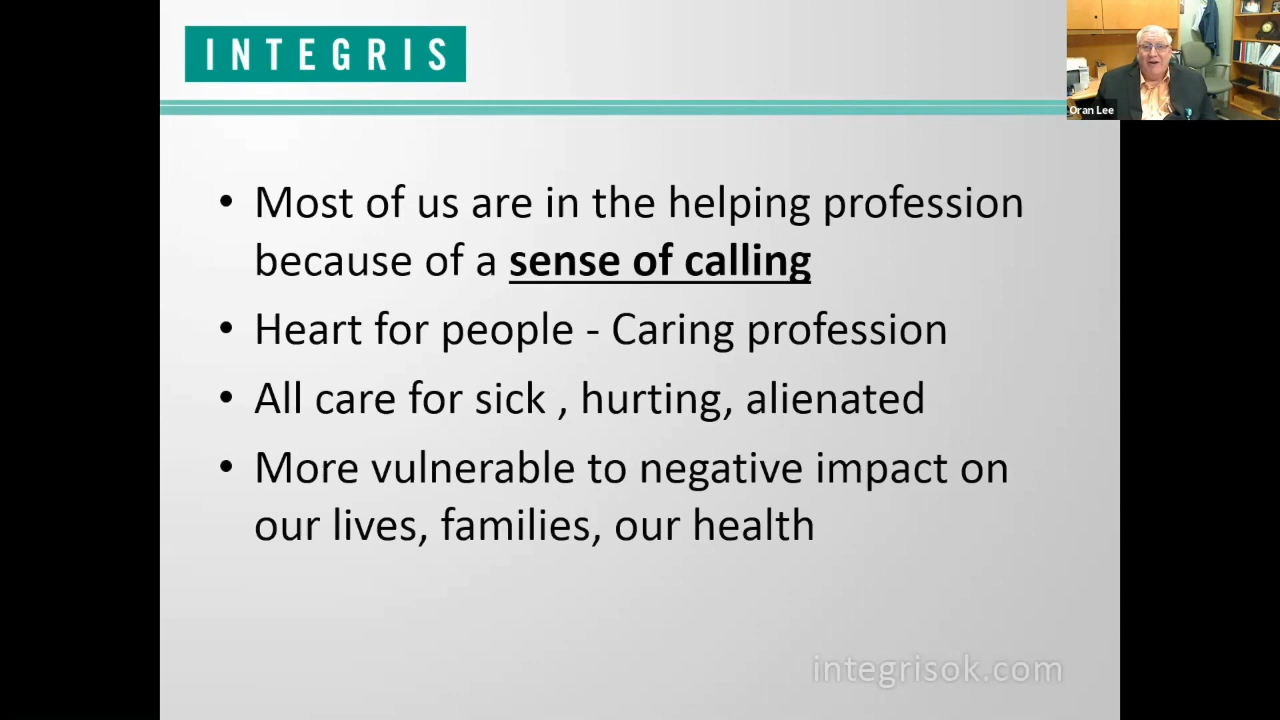 INTEGRIS
Oran Lee
• Most of us are in the helping profession
because of a sense of calling
• Heart for people - Caring profession
• All care for sick , hurting, alienated
• More vulnerable to negative impact on
our lives, families, our health
integrisok.com